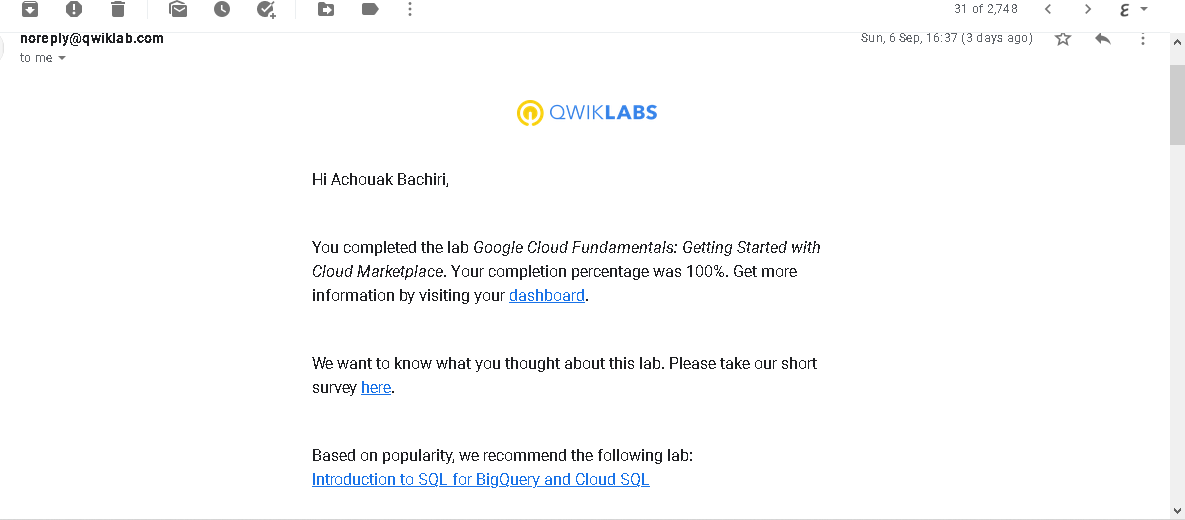 31 of 2,748
noreply@qwiklab.com
Sun, 6 Sep, 16:37 (3 days ago)
to me
QWIKLABS
Hi Achouak Bachiri,
You completed the lab Google Cloud Fundamentals: Getting Started with
Cloud Marketplace. Your completion percentage was 100%. Get more
information by visiting your dashboard.
We want to know what you thought about this lab. Please take our short
survey here.
Based on popularity, we recommend the following lab:
Introduction to SQL for BigQuery and Cloud SQL